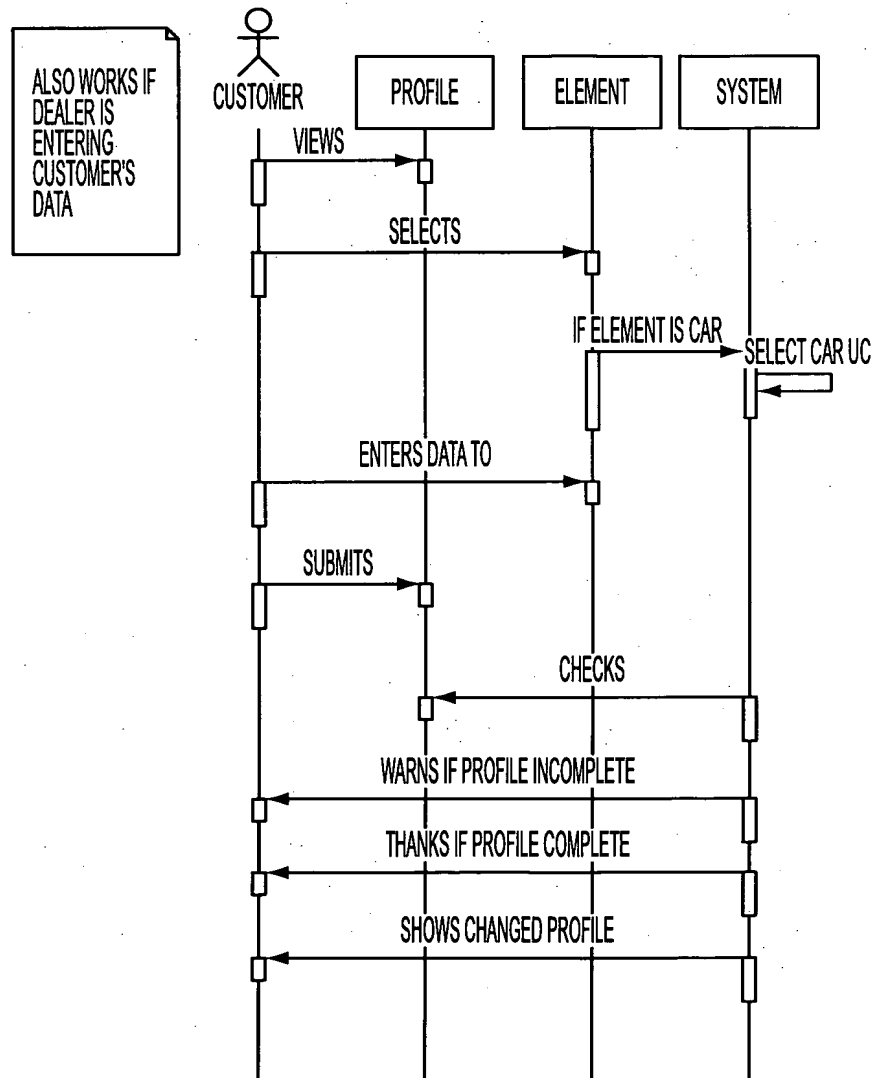 ALSO WORKS IF
DEALER IS
ENTERING
CUSTOMER'S
DATA
CUSTOMER
PROFILE
ELEMENT
SYSTEM
VIEWS
SELECTS
IF ELEMENT IS CAR
SELECT CAR UC
ENTERS DATA TO
SUBMITS
CHECKS
WARNS IF PROFILE INCOMPLETE
THANKS IF PROFILE COMPLETE
SHOWS CHANGED PROFILE